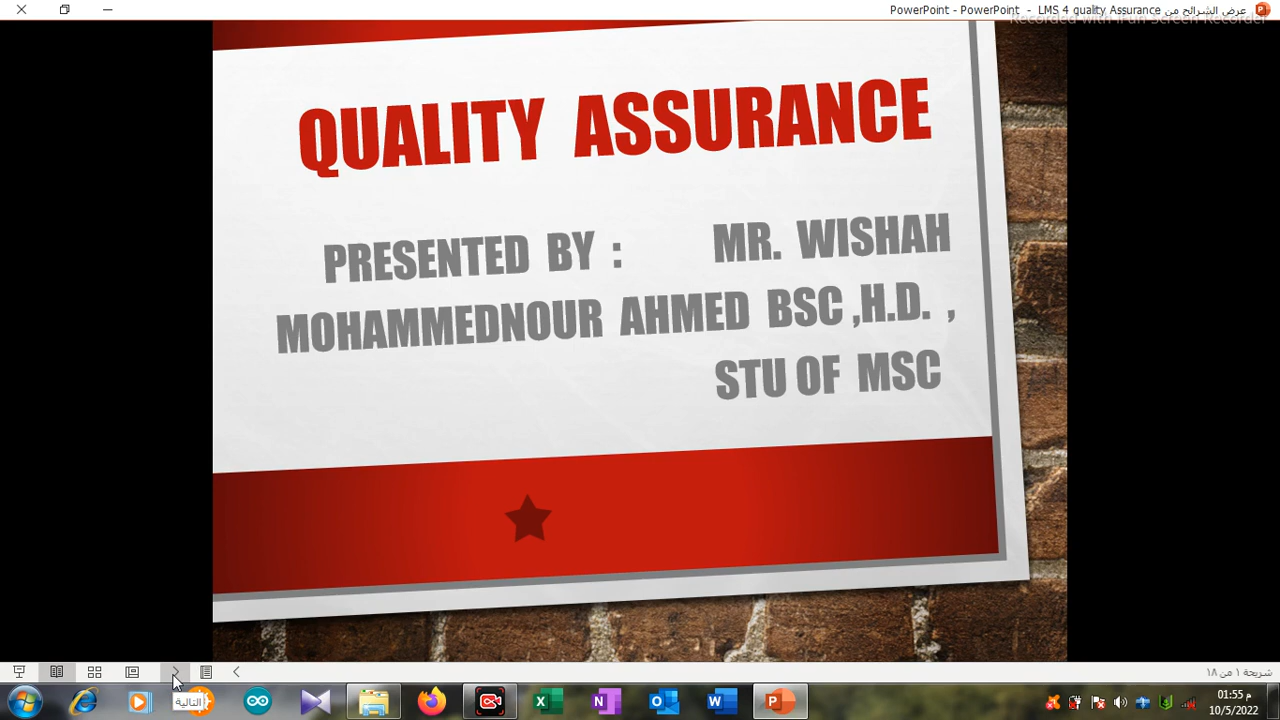 عرض الشرائح من PowerPoint - PowerPoint - LMS 4 quality Assurance
Recorded with iFun Screen Recorder
QUALITY ASSURANCE
PRESENTED BY : MR. WISHAH
MOHAMMEDNOUR AHMED BSC ,H.D. ,
STU OF MSC
شريحة ١ من ١٨
التالية
01:55 م
10/5/2022